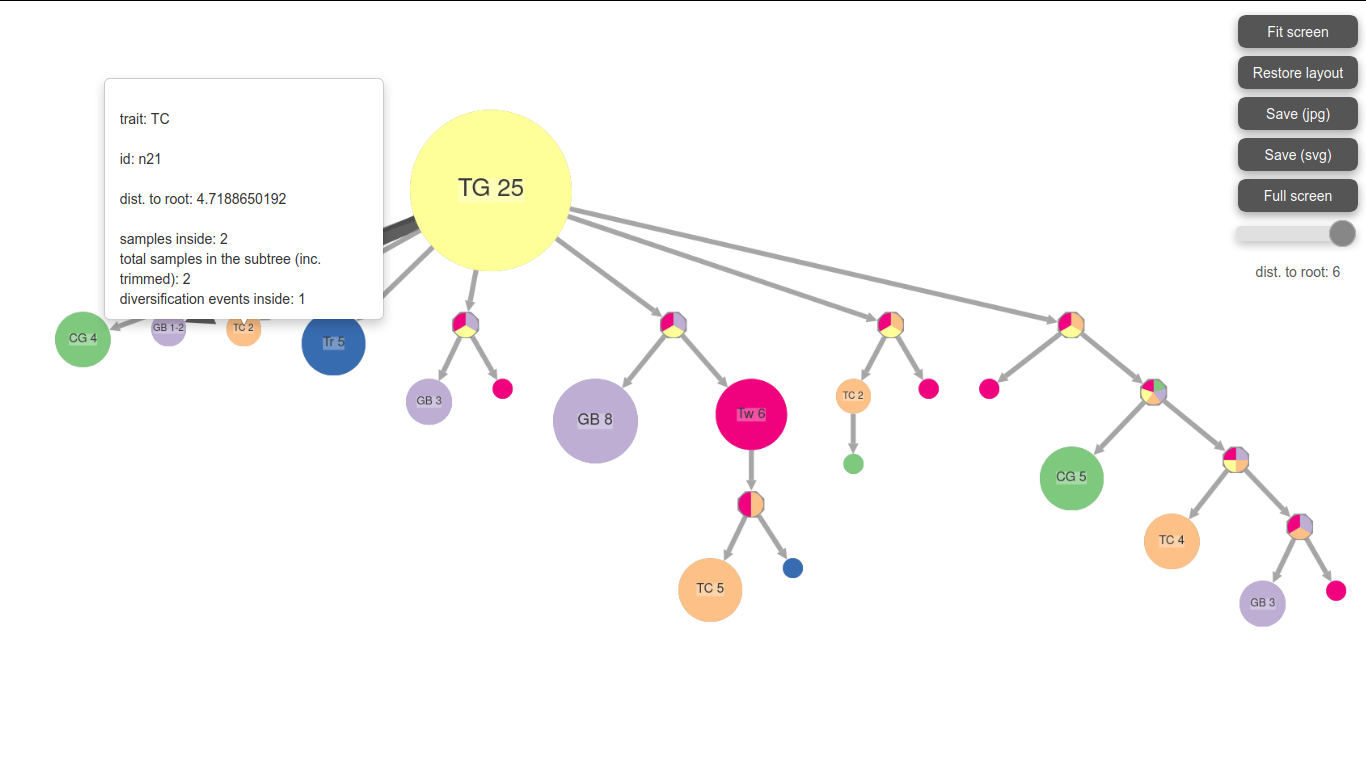 Fit screen
Restore layout
Save (jpg)
Save (svg)
Full screen
dist. to root: 6
trait: TC
id: n21
dist. to root: 4.7188650192
samples inside: 2
total samples in the subtree (inc.
trimmed): 2
diversification events inside: 1
TG 25
CG 4
GB 1-2
TC 2
Tr 5
GB 3
GB 8
Tw 6
TC 2
CG 5
TC 4
TC 5
GB 3